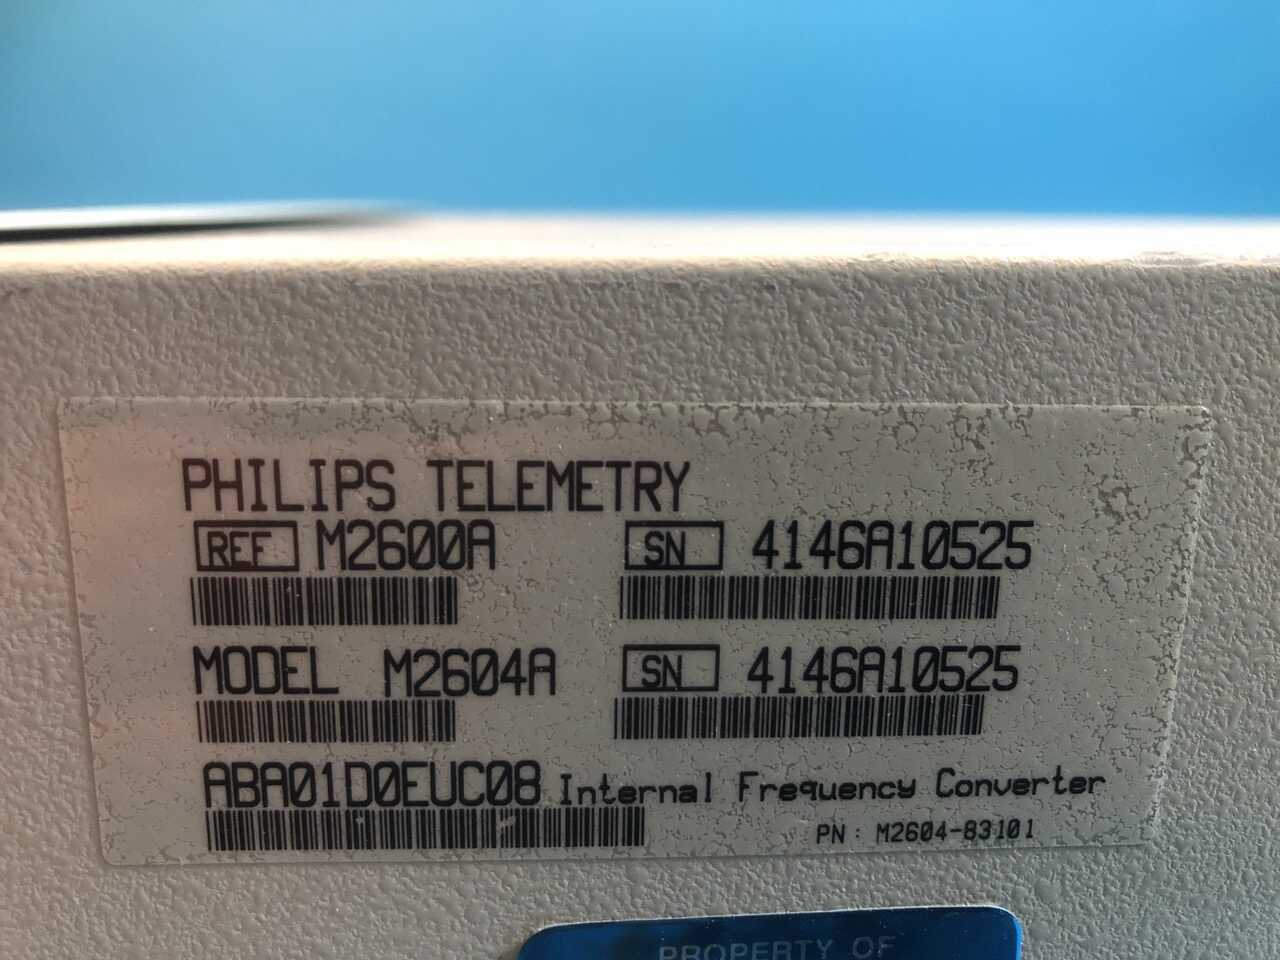 PHILIPS TELEMETRY
REF M2600A SN 4146A10525
MODEL M2604A SN 4146A10525
ABA01D0EUC08 Internal Frequency Converter
PN: M2604-83101
PROPERTY OF